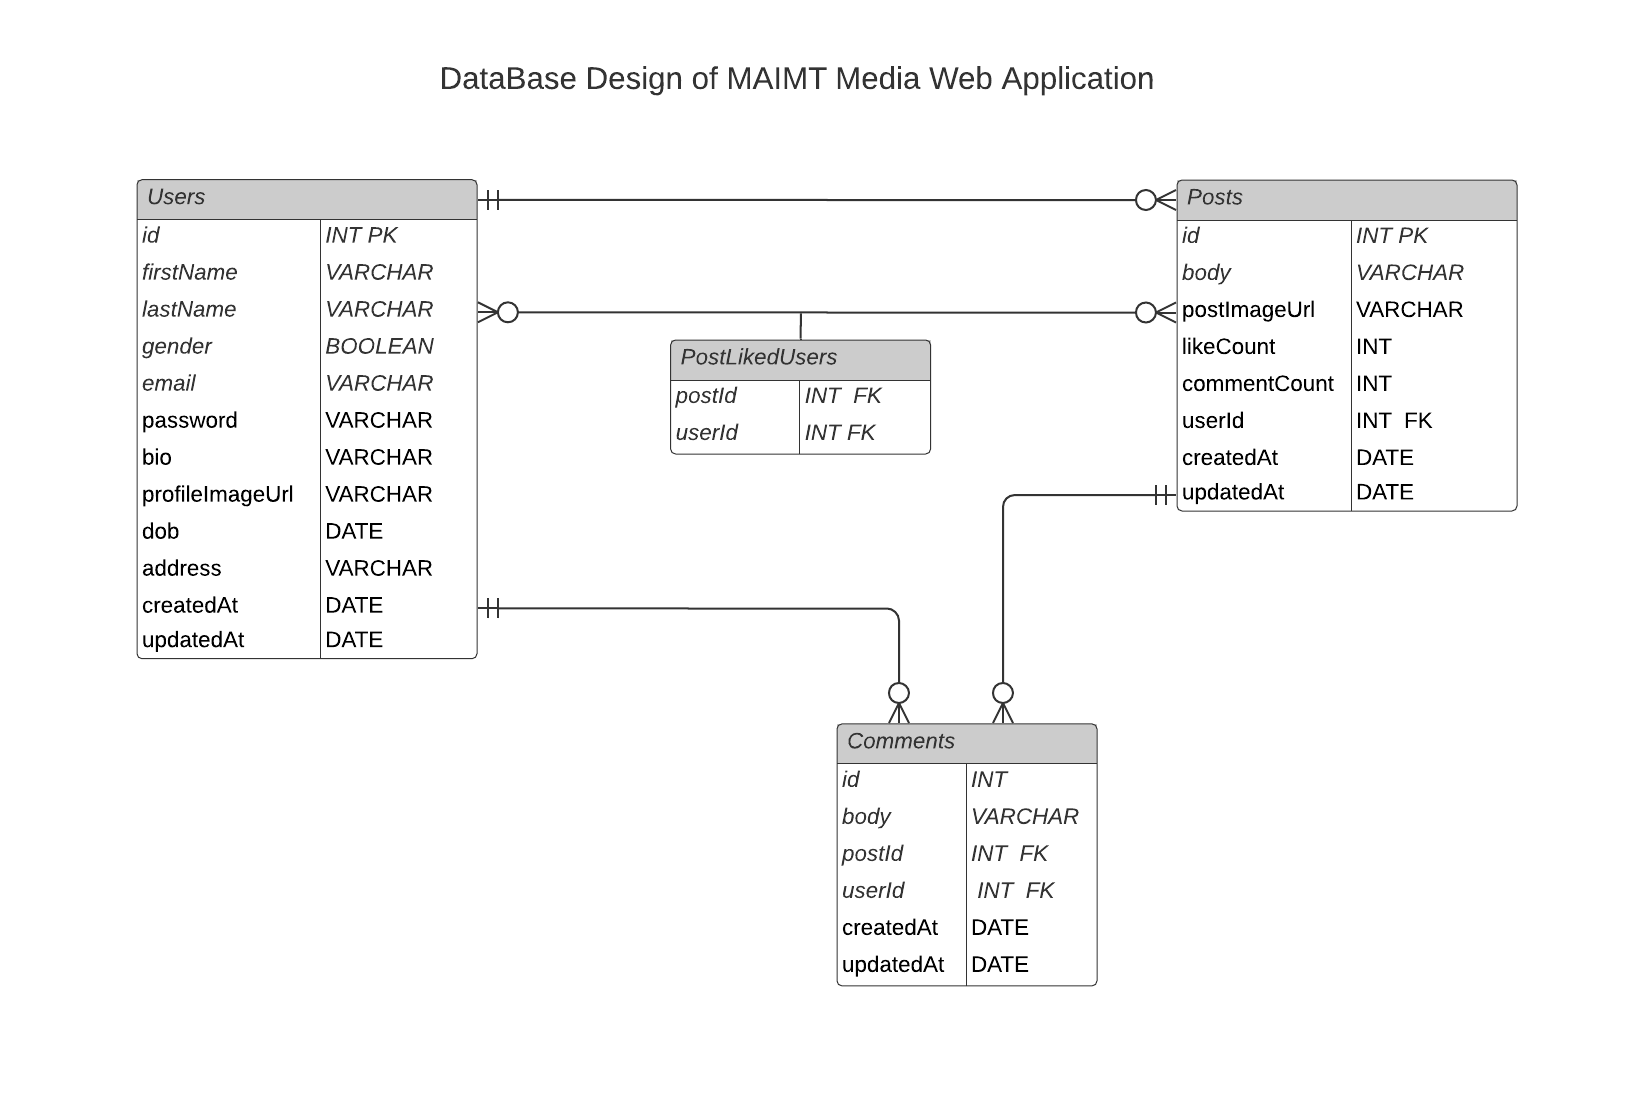 DataBase Design of MAIMT Media Web Application
Users
id INT PK
firstName VARCHAR
lastName VARCHAR
gender BOOLEAN
email VARCHAR
password VARCHAR
bio VARCHAR
profileImageUrl VARCHAR
dob DATE
address VARCHAR
createdAt DATE
updatedAt DATE
PostLikedUsers
postId INT FK
userId INT FK
Posts
id INT PK
body VARCHAR
postImageUrl VARCHAR
likeCount INT
commentCount INT
userId INT FK
createdAt DATE
updatedAt DATE
Comments
id INT
body VARCHAR
postId INT FK
userId INT FK
createdAt DATE
updatedAt DATE